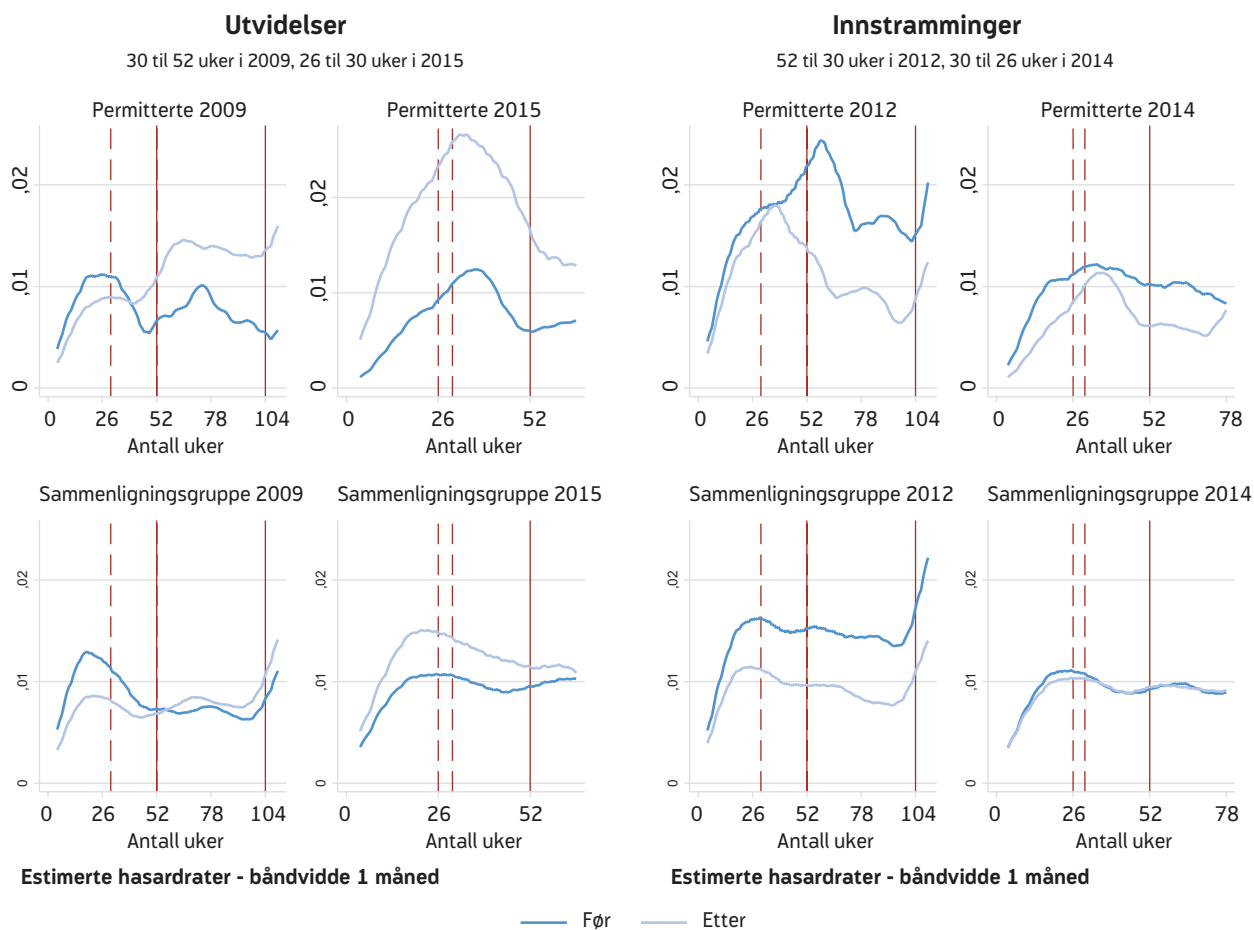 Utvidelser
30 til 52 uker i 2009, 26 til 30 uker i 2015
Permitterte 2009
,02
,01
0
0 26 52 78 104
Antall uker
Permitterte 2015
,02
,01
0
0 26 52
Antall uker
Sammenligningsgruppe 2009
,02
,01
0
0 26 52 78 104
Antall uker
Sammenligningsgruppe 2015
,02
,01
0
0 26 52
Antall uker
Estimerte hasardrater - båndvidde 1 måned
Innstramminger
52 til 30 uker i 2012, 30 til 26 uker i 2014
Permitterte 2012
,02
,01
0
0 26 52 78 104
Antall uker
Permitterte 2014
,02
,01
0
0 26 52 78
Antall uker
Sammenligningsgruppe 2012
,02
,01
0
0 26 52 78 104
Antall uker
Sammenligningsgruppe 2014
,02
,01
0
0 26 52 78
Antall uker
Estimerte hasardrater - båndvidde 1 måned
Før Etter